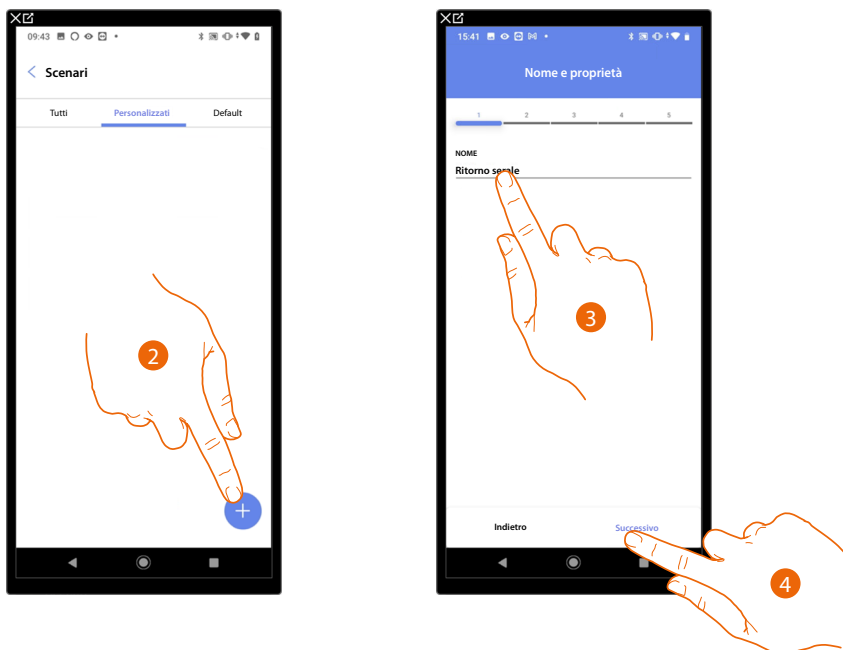 09:43
Scenari
Tutti Personalizzati Default
2
15:41
Nome e proprietà
1 2 3 4 5
NOME
Ritorno serale
3
Indietro Successivo
4